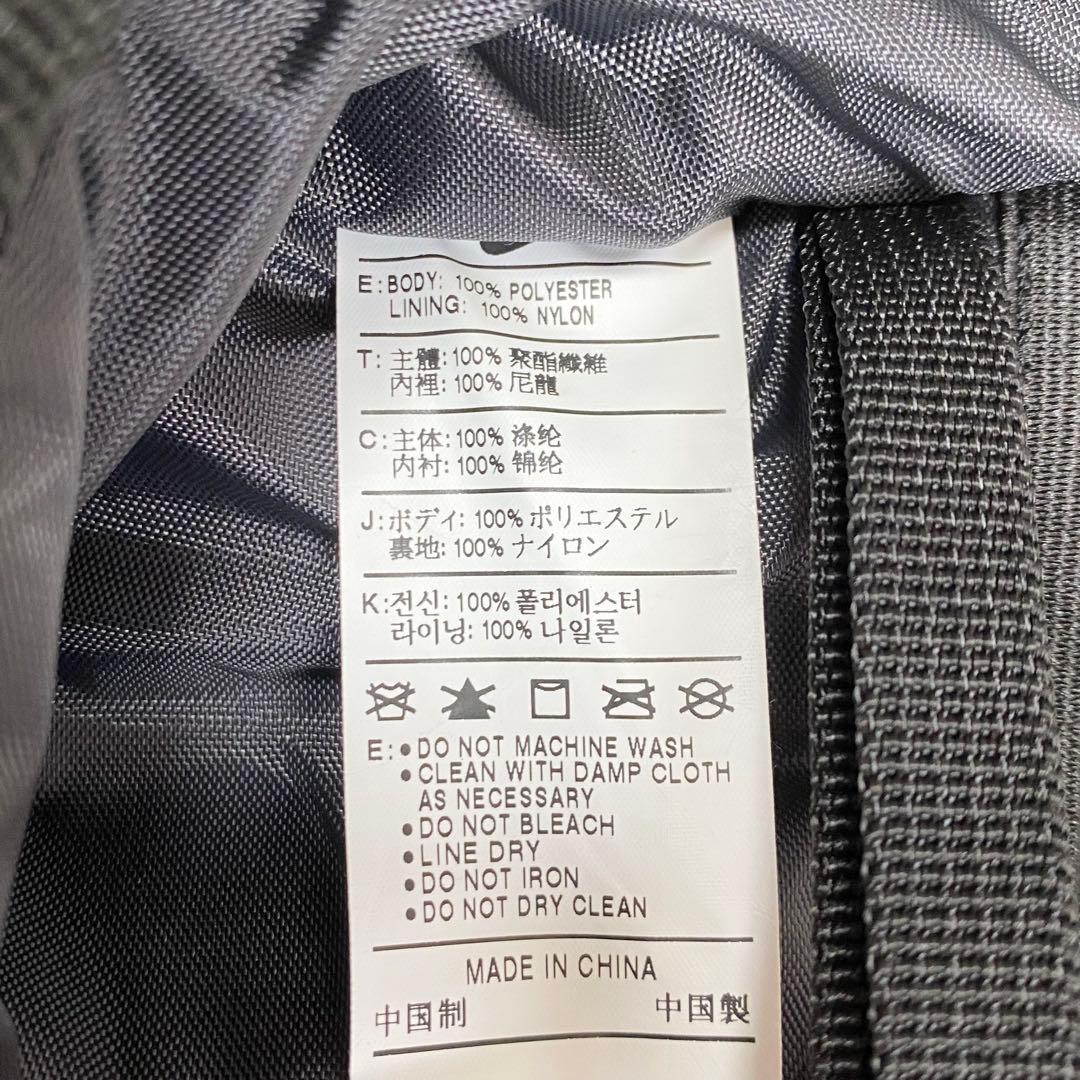 E: BODY: 100% POLYESTER
LINING: 100% NYLON
T: 主體: 100% 聚酯纖維
內裡: 100% 尼龍
C: 主体: 100% 涤纶
内衬: 100% 锦纶
J: ボディ: 100% ポリエステル
裏地: 100% ナイロン
K: 전신: 100% 폴리에스터
라이닝: 100% 나일론
E: • DO NOT MACHINE WASH
• CLEAN WITH DAMP CLOTH
AS NECESSARY
• DO NOT BLEACH
• LINE DRY
• DO NOT IRON
• DO NOT DRY CLEAN
MADE IN CHINA
中国制 中国製